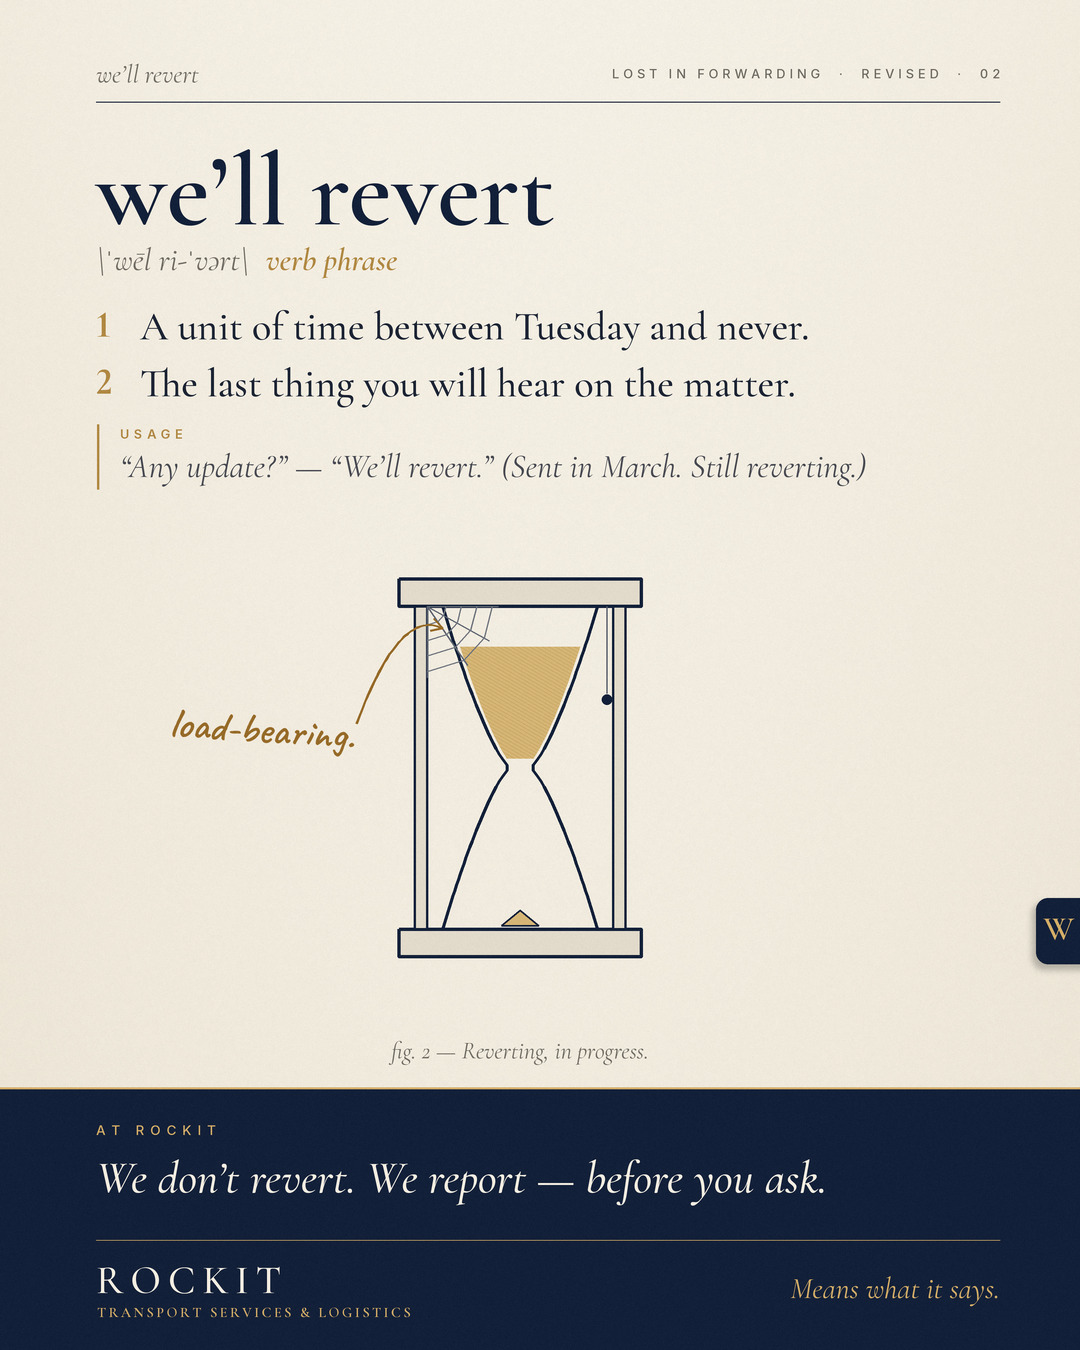 we’ll revert
LOST IN FORWARDING · REVISED · 02
we’ll revert
\ˈwēl ri-ˈvərt\ verb phrase
1 A unit of time between Tuesday and never.
2 The last thing you will hear on the matter.
USAGE
“Any update?” — “We’ll revert.” (Sent in March. Still reverting.)
load-bearing.
W
fig. 2 — Reverting, in progress.
AT ROCKIT
We don’t revert. We report — before you ask.
ROCKIT
TRANSPORT SERVICES & LOGISTICS
Means what it says.